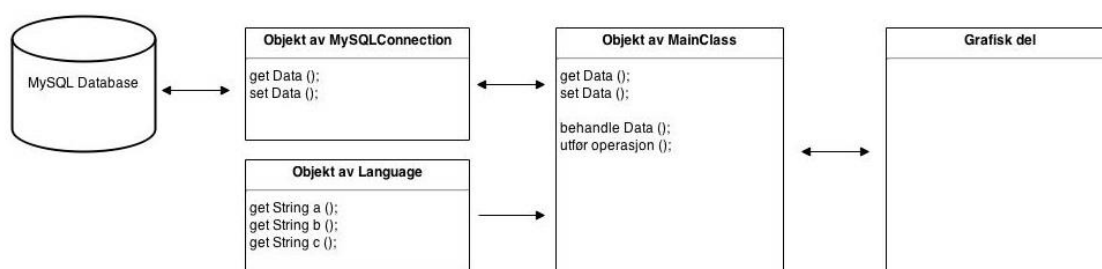 MySQL Database
Objekt av MySQLConnection
get Data ();
set Data ();
Objekt av Language
get String a ();
get String b ();
get String c ();
Objekt av MainClass
get Data ();
set Data ();
behandle Data ();
utfør operasjon ();
Grafisk del